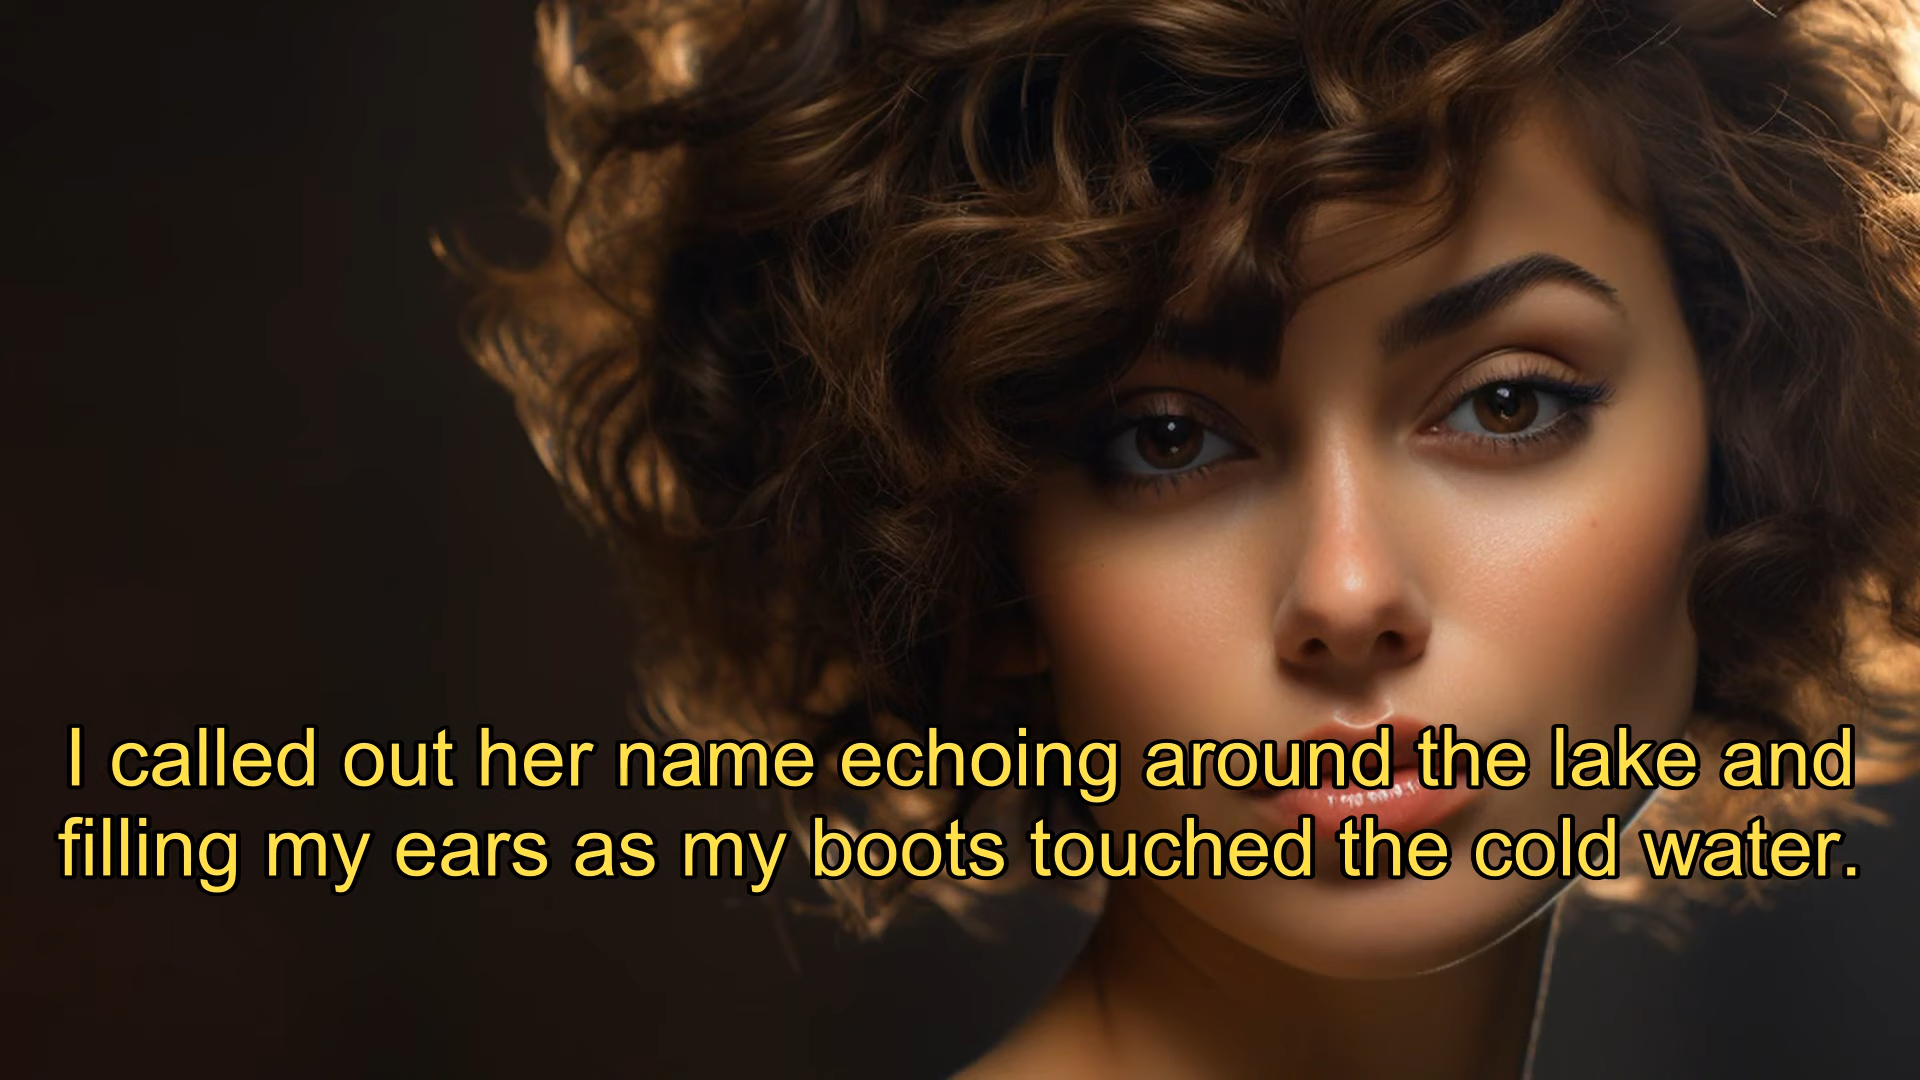 I called out her name echoing around the lake and
filling my ears as my boots touched the cold water.